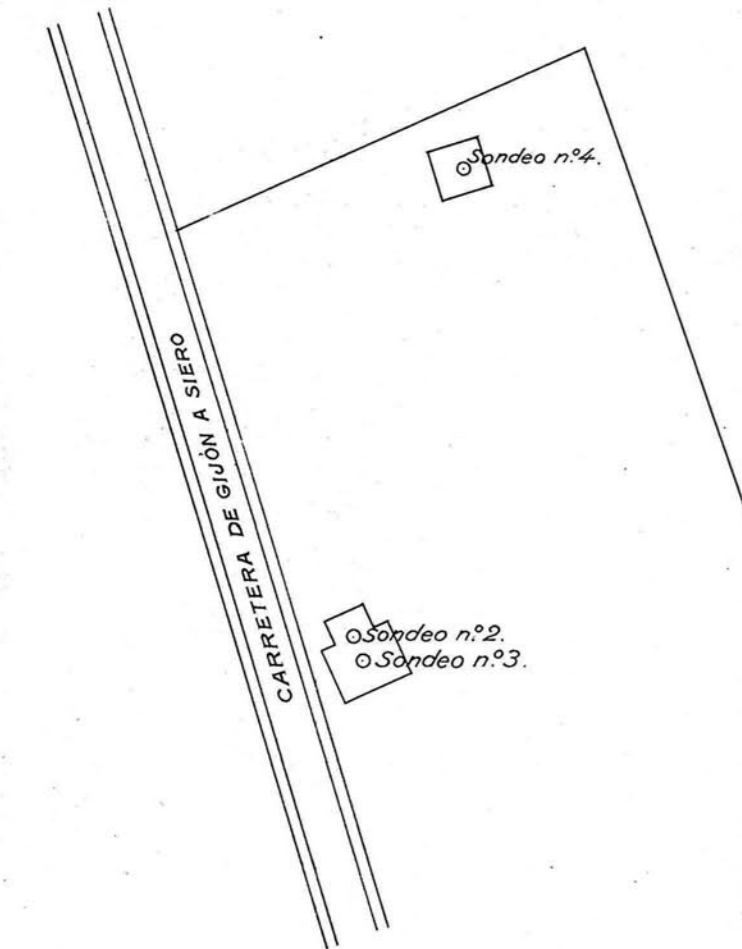 Sondeo n.º4.
CARRETERA DE GIJÓN A SIERO
Sondeo n.º2.
Sondeo n.º3.